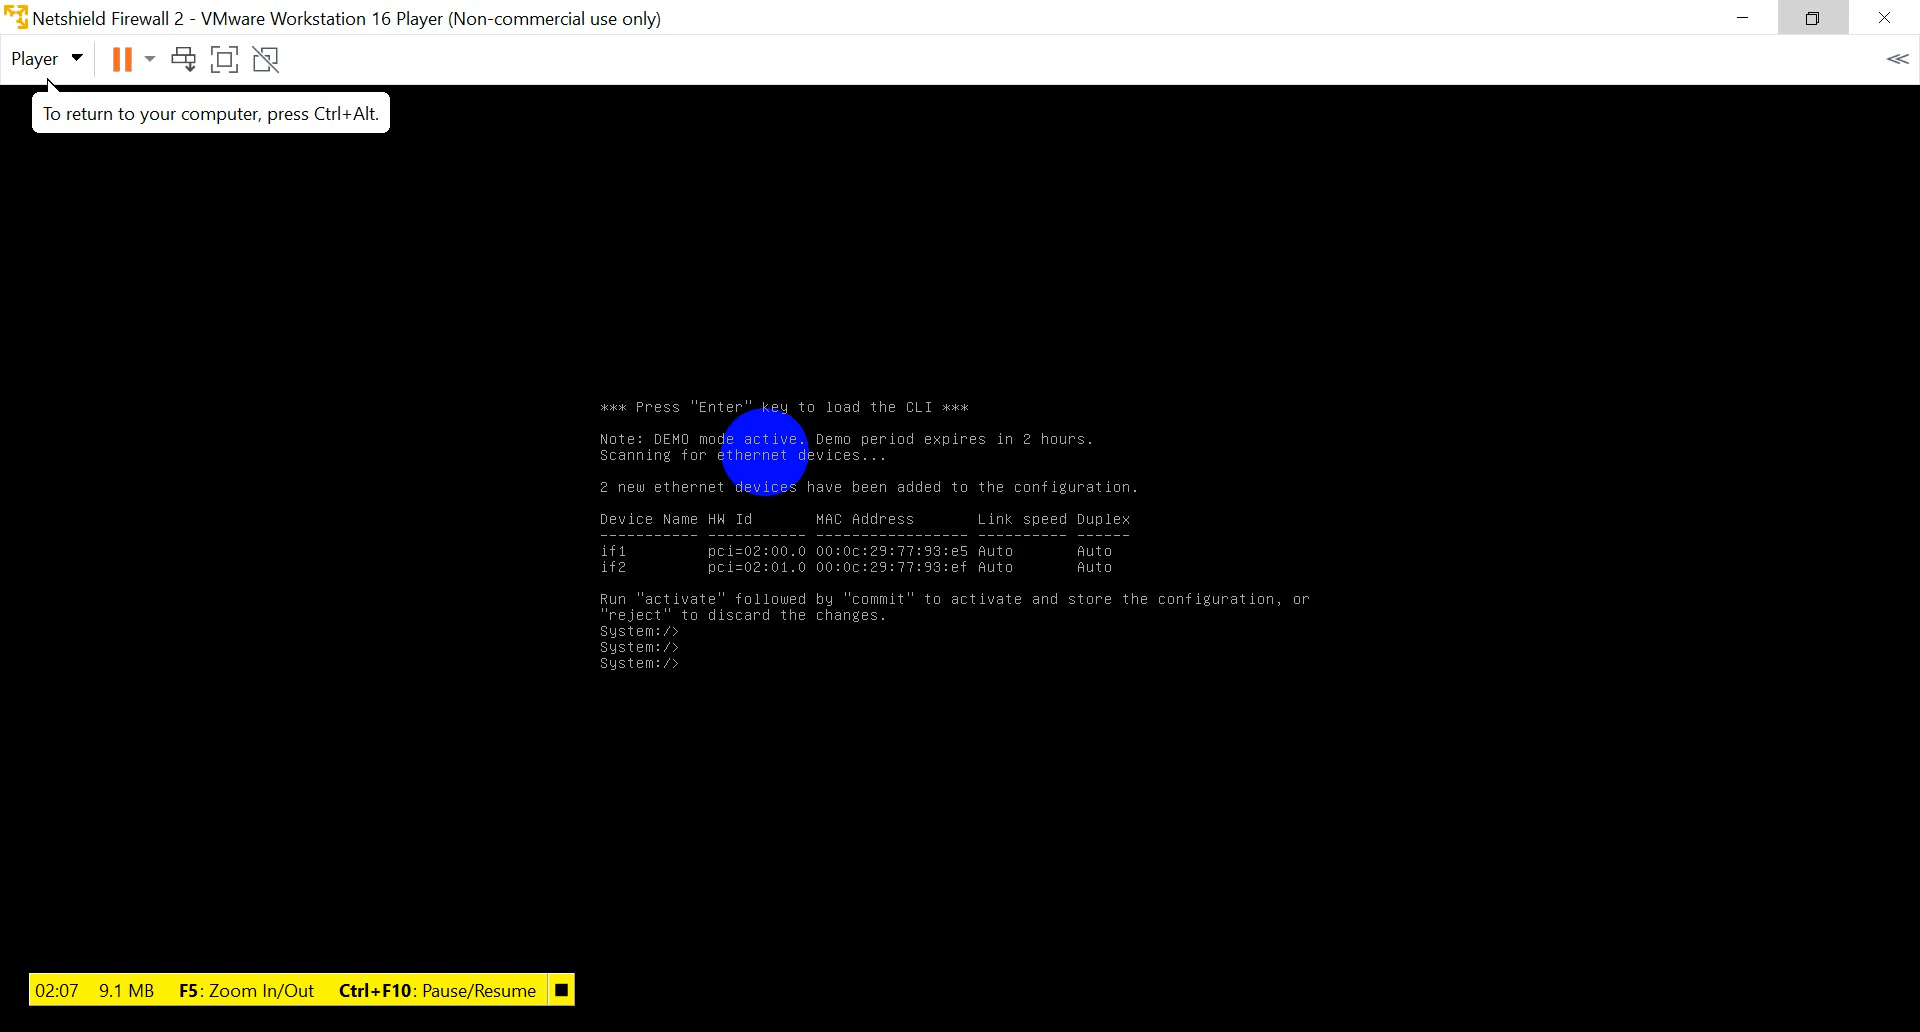 Netshield Firewall 2 - VMware Workstation 16 Player (Non-commercial use only)
Player
To return to your computer, press Ctrl+Alt.
*** Press "Enter" key to load the CLI ***
Note: DEMO mode active. Demo period expires in 2 hours.
Scanning for ethernet devices...
2 new ethernet devices have been added to the configuration.
Device Name HW Id       MAC Address       Link speed Duplex
----------- ----------- ----------------- ---------- ------
if1         pci=02:00.0 00:0c:29:77:93:e5 Auto       Auto
if2         pci=02:01.0 00:0c:29:77:93:ef Auto       Auto
Run "activate" followed by "commit" to activate and store the configuration, or
"reject" to discard the changes.
System:/>
System:/>
System:/>
02:07 9.1 MB F5: Zoom In/Out Ctrl+F10: Pause/Resume